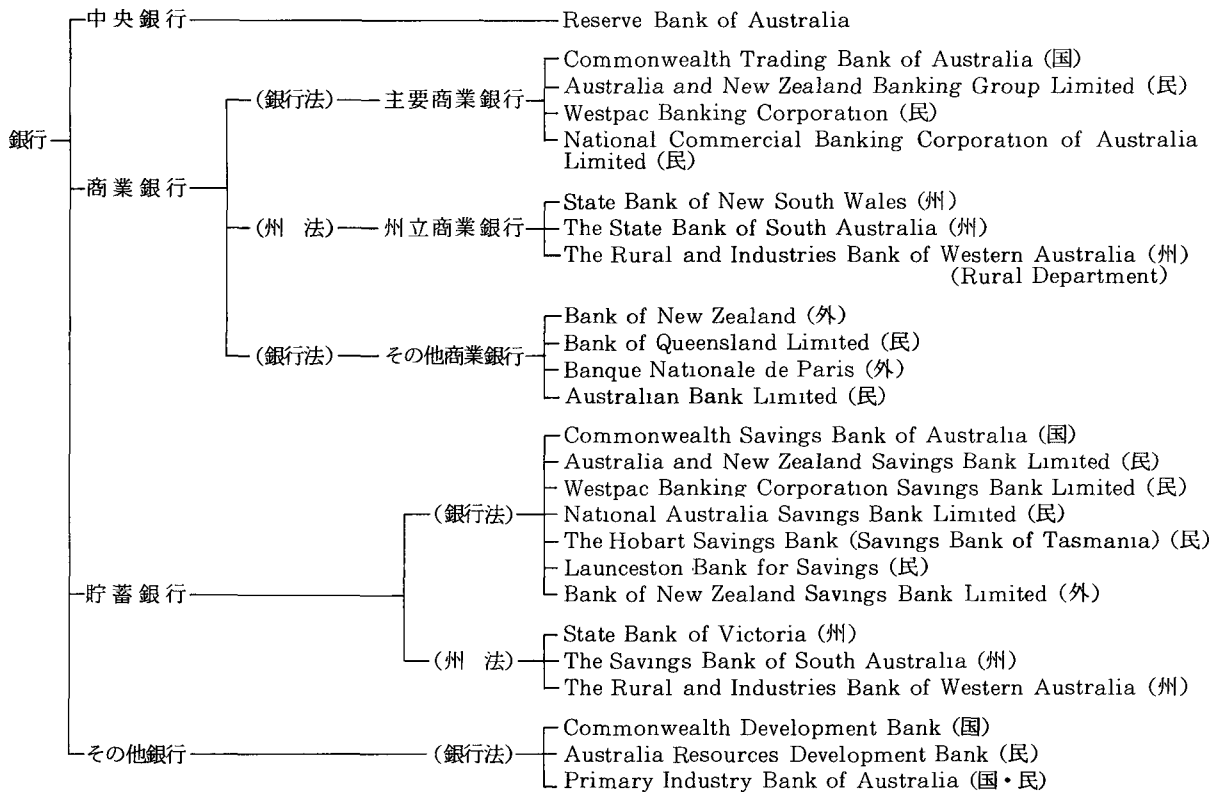 中央銀行 Reserve Bank of Australia
Commonwealth Trading Bank of Australia (国)
(銀行法) 主要商業銀行 Australia and New Zealand Banking Group Limited (民)
Westpac Banking Corporation (民)
銀行 National Commercial Banking Corporation of Australia
Limited (民)
商業銀行
State Bank of New South Wales (州)
(州 法) 州立商業銀行 The State Bank of South Australia (州)
The Rural and Industries Bank of Western Australia (州)
(Rural Department)
Bank of New Zealand (外)
(銀行法) その他商業銀行 Bank of Queensland Limited (民)
Banque Nationale de Paris (外)
Australian Bank Limited (民)
Commonwealth Savings Bank of Australia (国)
Australia and New Zealand Savings Bank Limited (民)
Westpac Banking Corporation Savings Bank Limited (民)
(銀行法) National Australia Savings Bank Limited (民)
The Hobart Savings Bank (Savings Bank of Tasmania) (民)
Launceston Bank for Savings (民)
貯蓄銀行 Bank of New Zealand Savings Bank Limited (外)
State Bank of Victoria (州)
(州 法) The Savings Bank of South Australia (州)
The Rural and Industries Bank of Western Australia (州)
Commonwealth Development Bank (国)
その他銀行 (銀行法) Australia Resources Development Bank (民)
Primary Industry Bank of Australia (国・民)